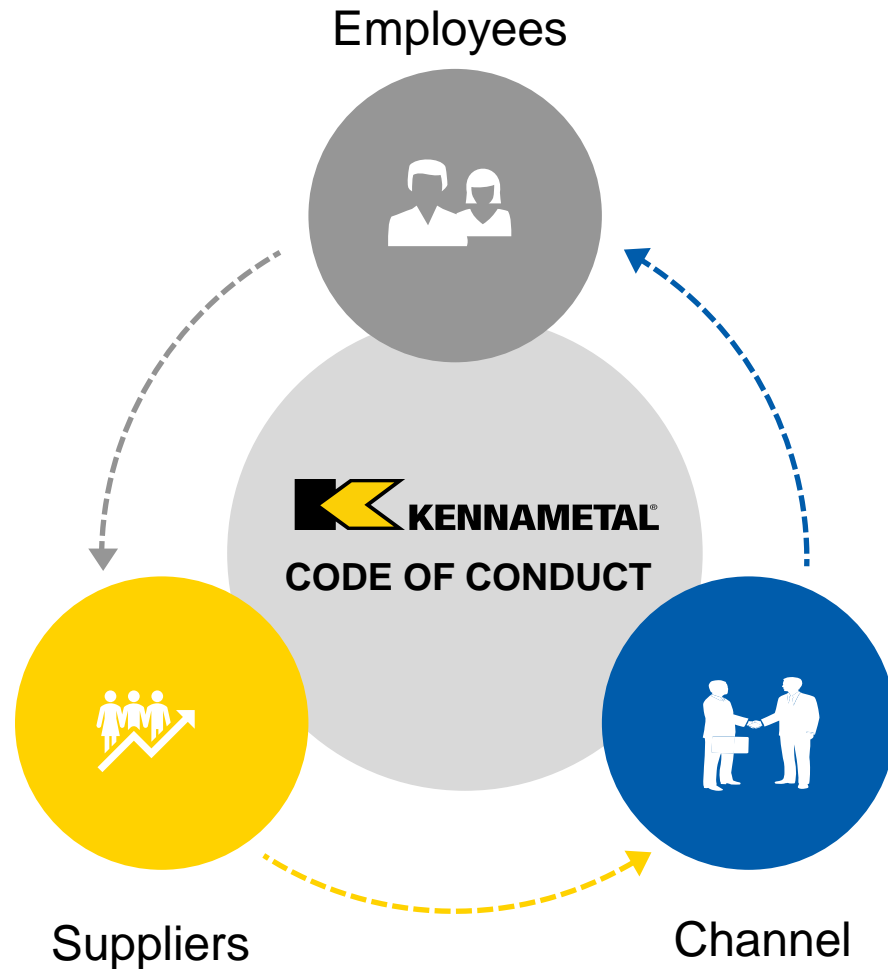 Employees
KENNAMETAL®
CODE OF CONDUCT
Suppliers
Channel